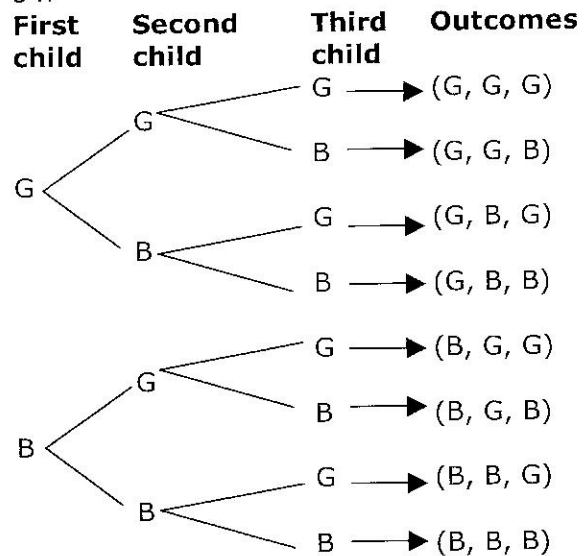 First Second Third Outcomes
child child child
G → (G, G, G)
G
B → (G, G, B)
G
G → (G, B, G)
B
B → (G, B, B)
G → (B, G, G)
G
B → (B, G, B)
B
G → (B, B, G)
B
B → (B, B, B)